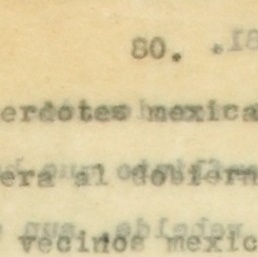 80.
erdotes mexica
era al Gobiern
vecinos mexic